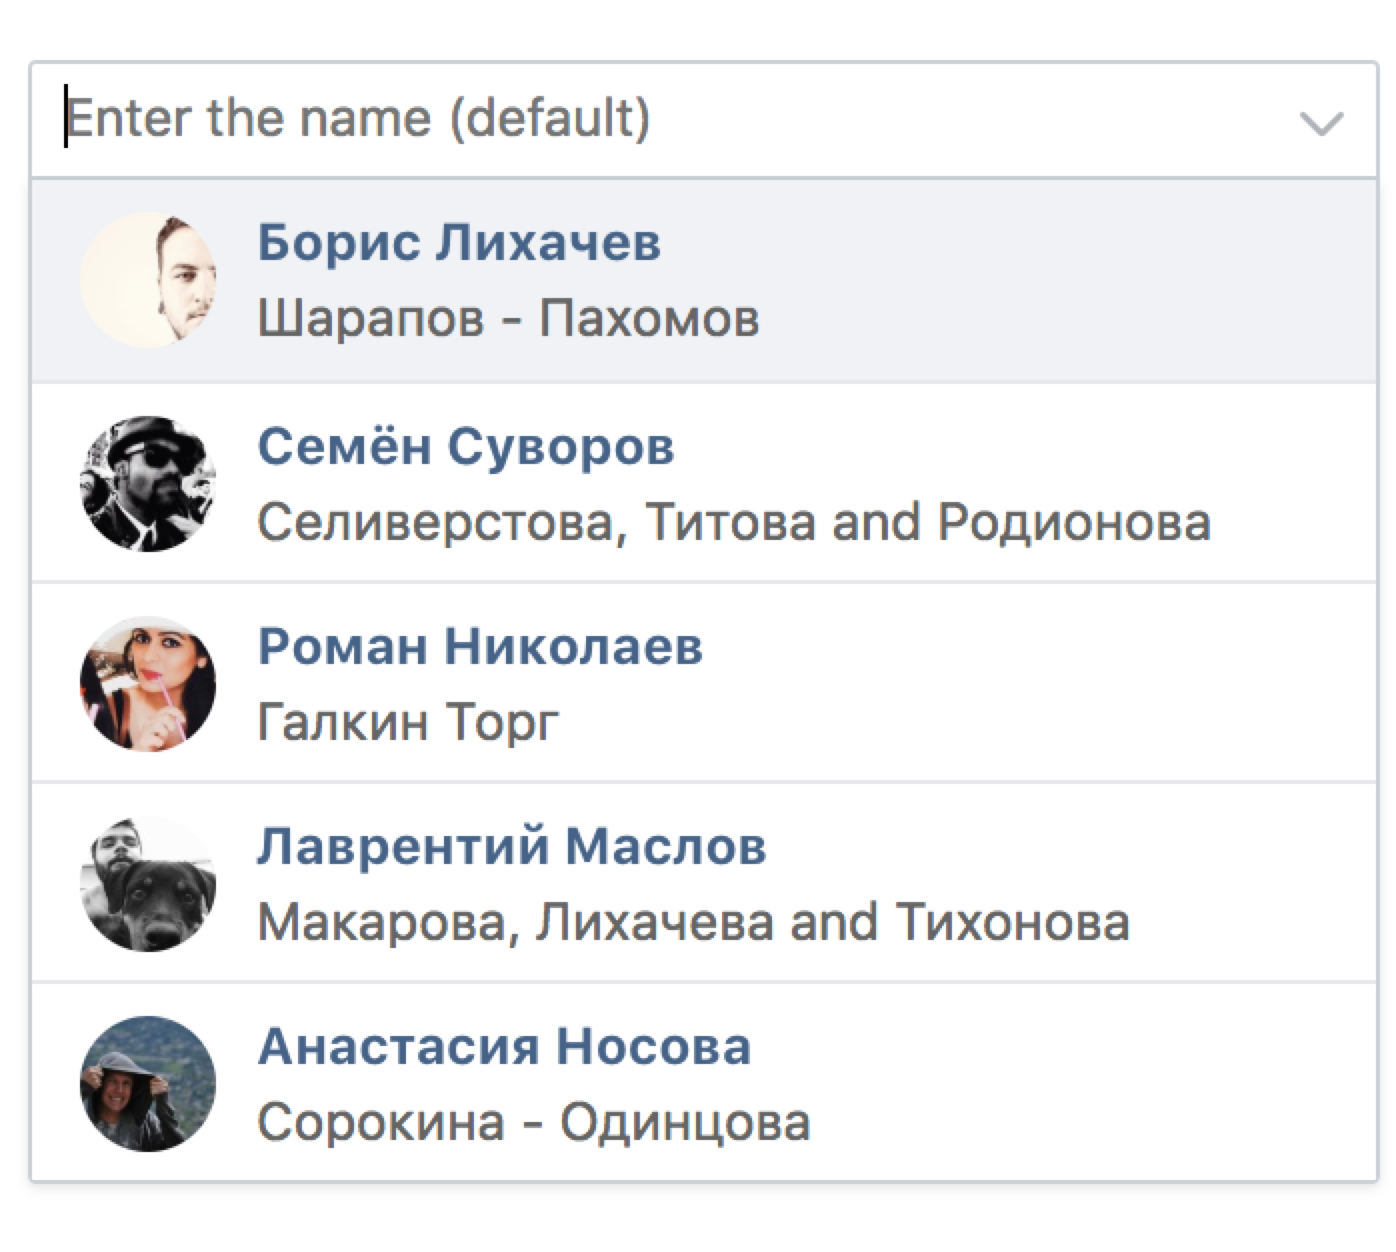 Enter the name (default)
Борис Лихачев
Шарапов - Пахомов
Семён Суворов
Селиверстова, Титова and Родионова
Роман Николаев
Галкин Торг
Лаврентий Маслов
Макарова, Лихачева and Тихонова
Анастасия Носова
Сорокина - Одинцова